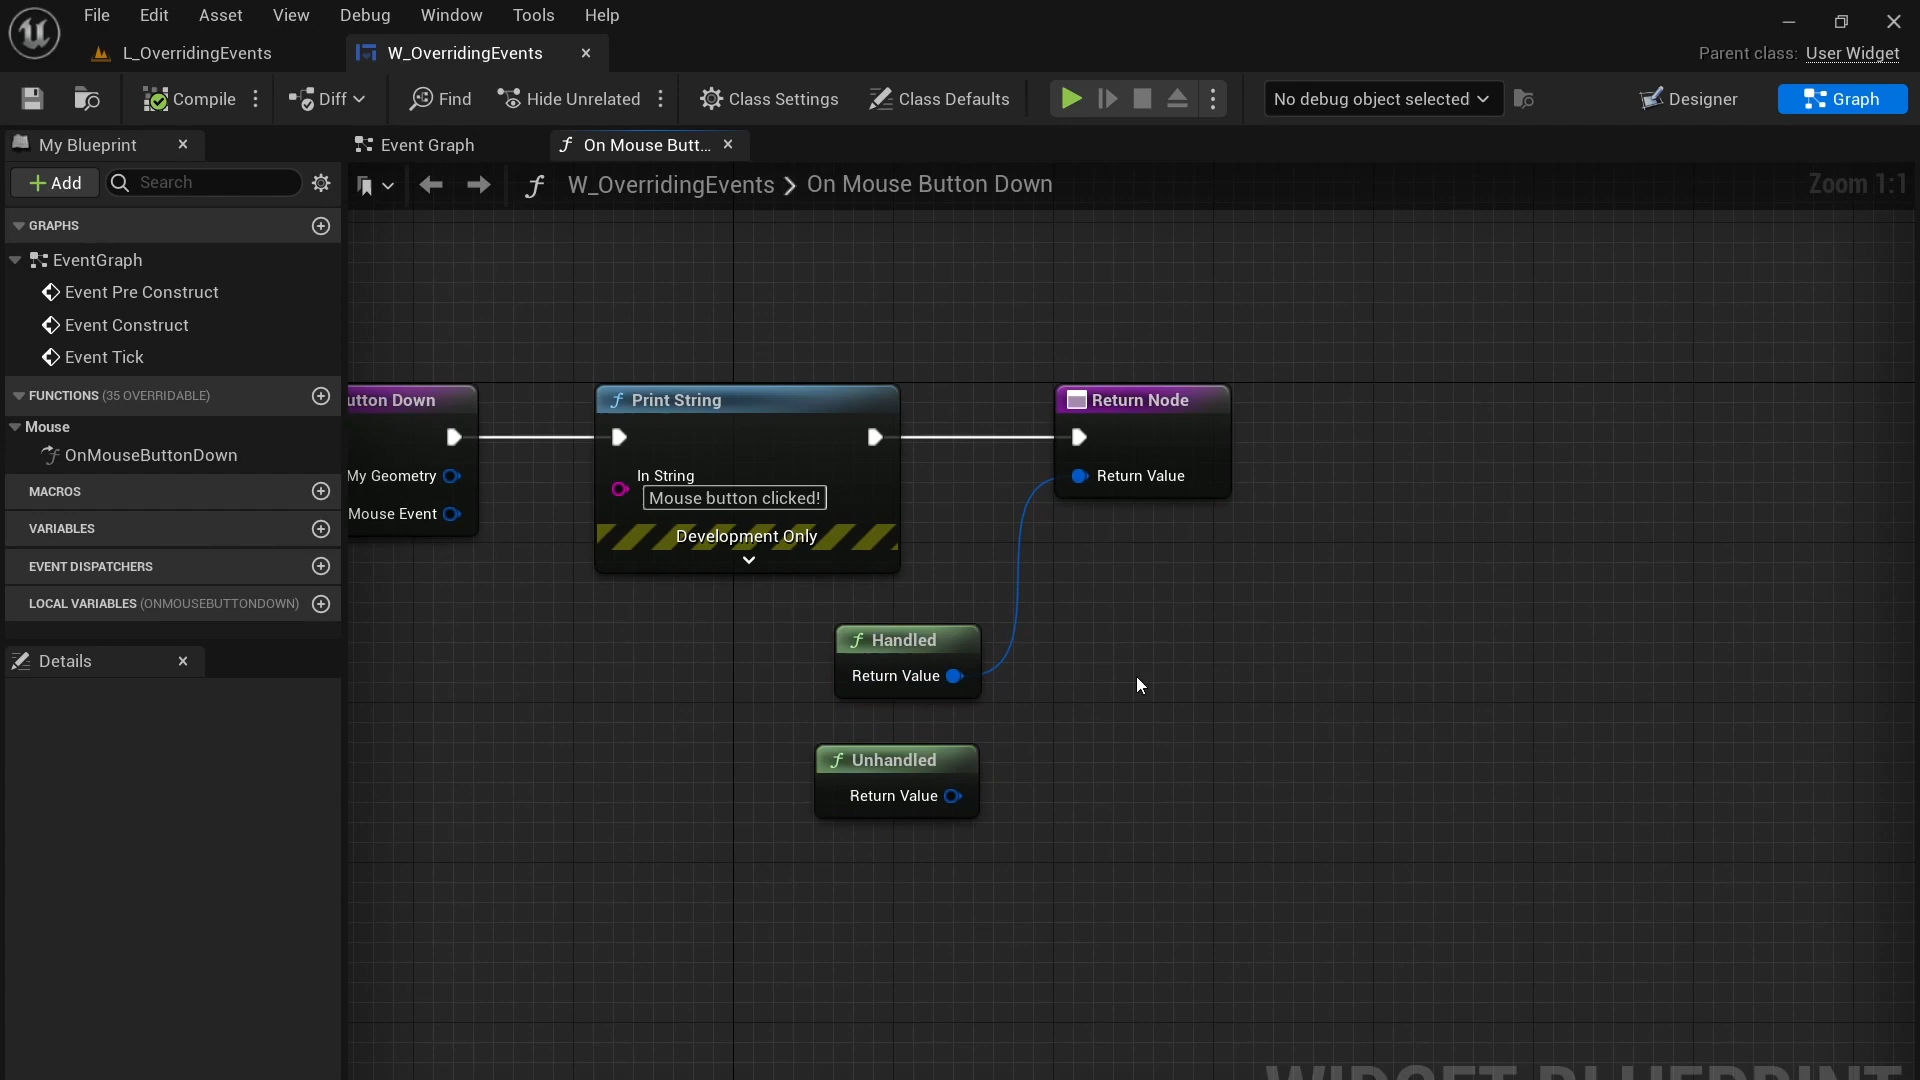 File Edit Asset View Debug Window Tools Help
L_OverridingEvents
W_OverridingEvents
Parent class: User Widget
Compile
Diff
Find
Hide Unrelated
Class Settings
Class Defaults
No debug object selected
Designer
Graph
My Blueprint
Event Graph
On Mouse Butt...
Add
Search
W_OverridingEvents
On Mouse Button Down
Zoom 1:1
GRAPHS
EventGraph
Event Pre Construct
Event Construct
Event Tick
FUNCTIONS (35 OVERRIDABLE)
Mouse
OnMouseButtonDown
MACROS
VARIABLES
EVENT DISPATCHERS
LOCAL VARIABLES (ONMOUSEBUTTONDOWN)
Details
utton Down
My Geometry
Mouse Event
Print String
In String
Mouse button clicked!
Development Only
Return Node
Return Value
Handled
Return Value
Unhandled
Return Value
WIDGET BLUEPRINT